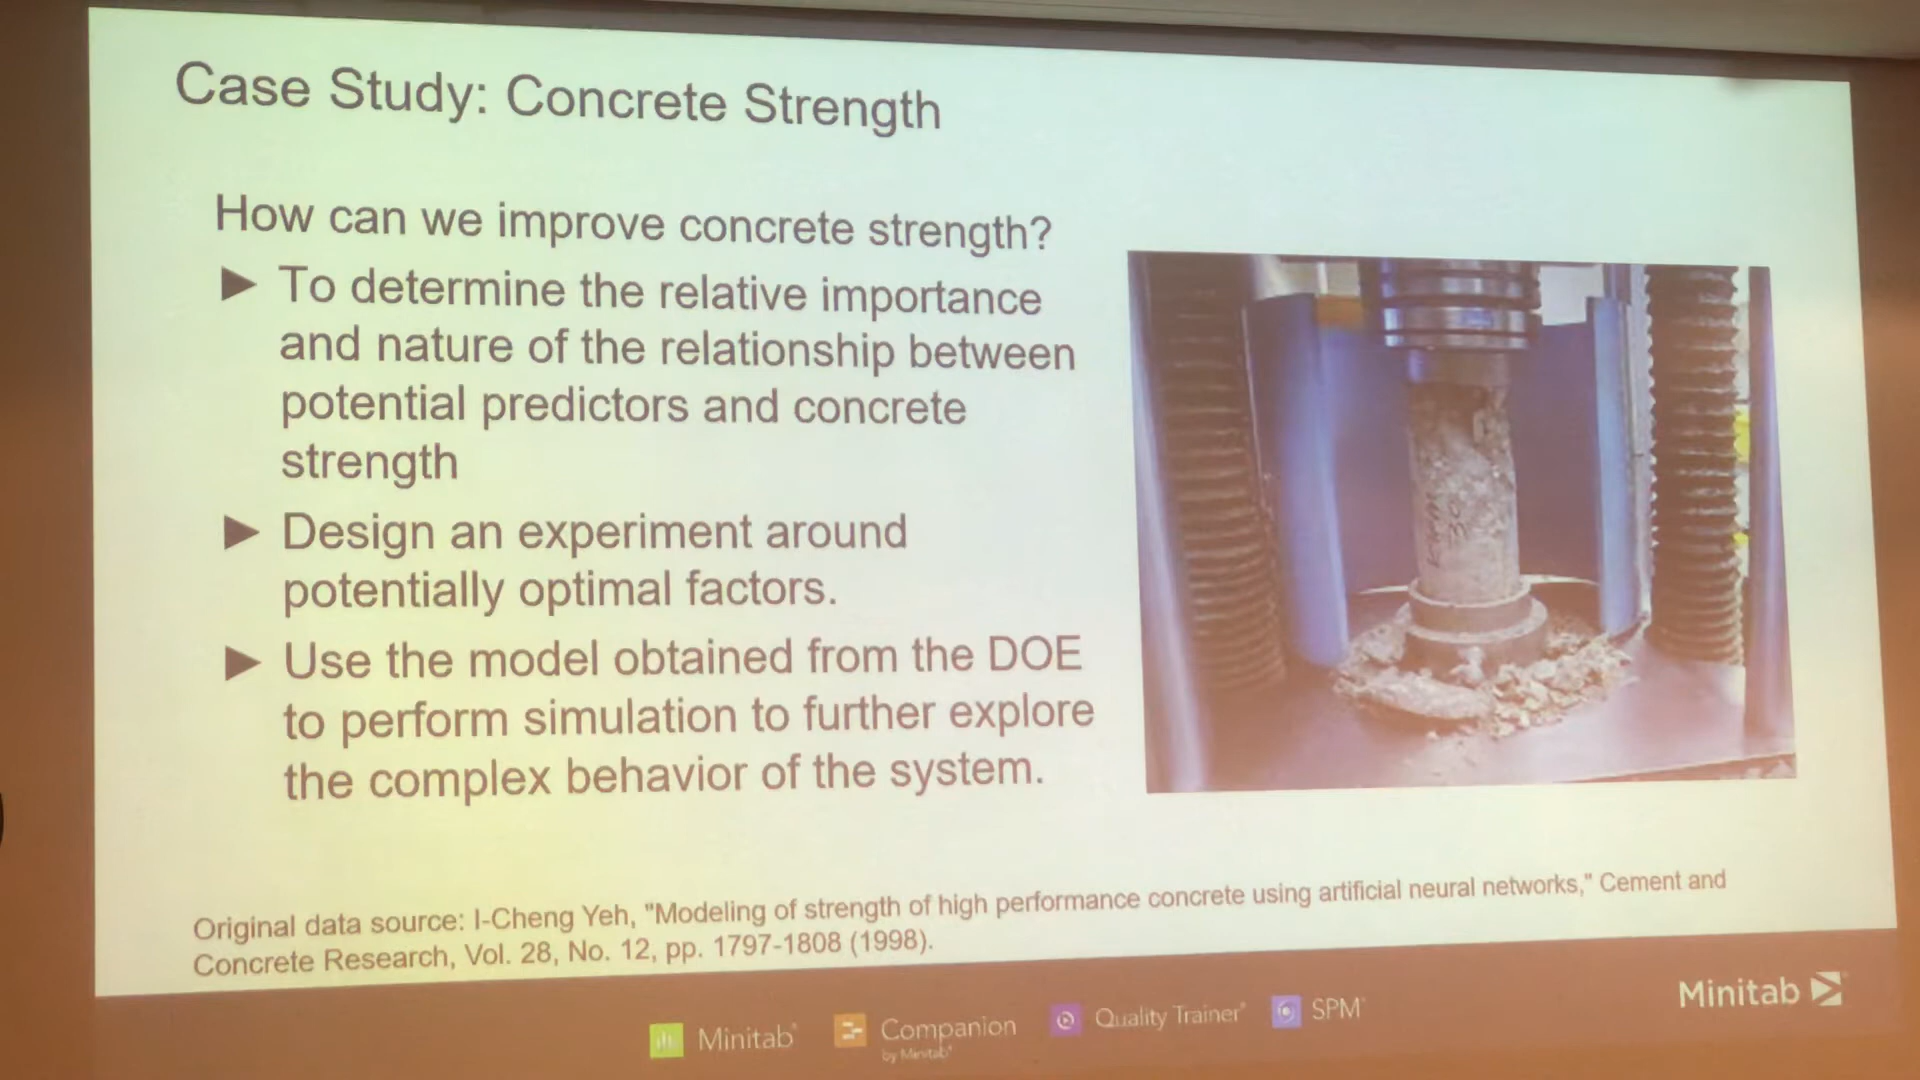 Case Study: Concrete Strength
How can we improve concrete strength?
► To determine the relative importance
and nature of the relationship between
potential predictors and concrete
strength
► Design an experiment around
potentially optimal factors.
► Use the model obtained from the DOE
to perform simulation to further explore
the complex behavior of the system.
Original data source: I-Cheng Yeh, "Modeling of strength of high performance concrete using artificial neural networks," Cement and
Concrete Research, Vol. 28, No. 12, pp. 1797-1808 (1998).
Minitab
Minitab® Companion Quality Trainer® SPM®
by Minitab®